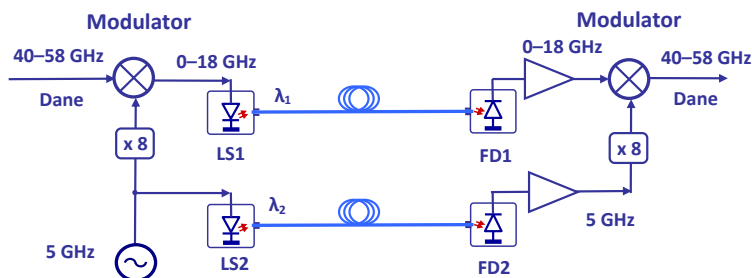 Modulator
Modulator
40–58 GHz
0–18 GHz
0–18 GHz
40–58 GHz
Dane
Dane
λ1
x 8
LS1
FD1
x 8
λ2
5 GHz
5 GHz
LS2
FD2